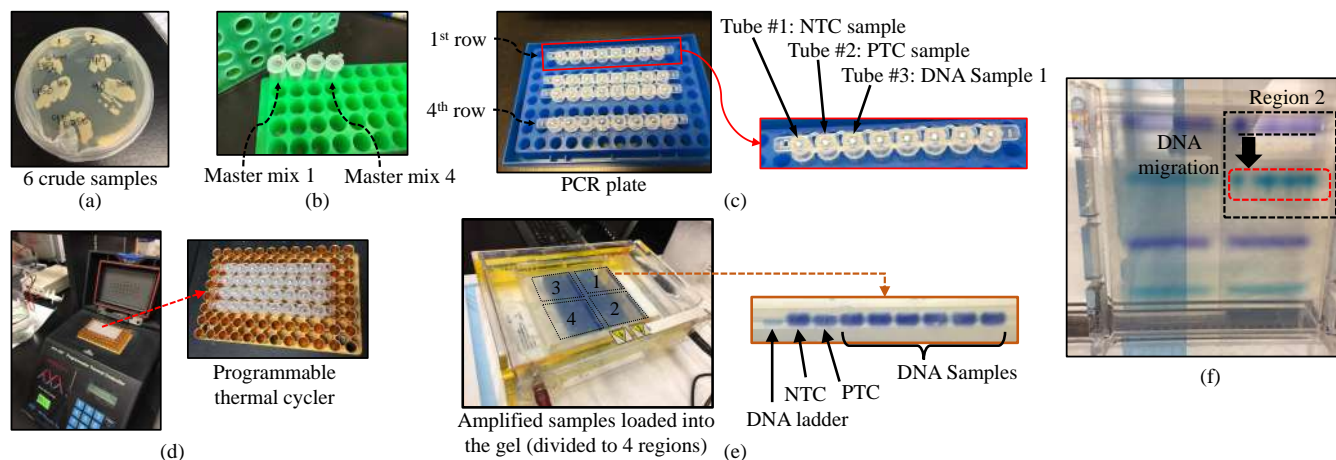 6 crude samples
(a)
Master mix 1
Master mix 4
(b)
1st row
4th row
PCR plate
Tube #1: NTC sample
Tube #2: PTC sample
Tube #3: DNA Sample 1
(c)
Programmable
thermal cycler
(d)
1
2
3
4
Amplified samples loaded into
the gel (divided to 4 regions)
NTC
PTC
DNA ladder
DNA Samples
(e)
Region 2
DNA
migration
(f)